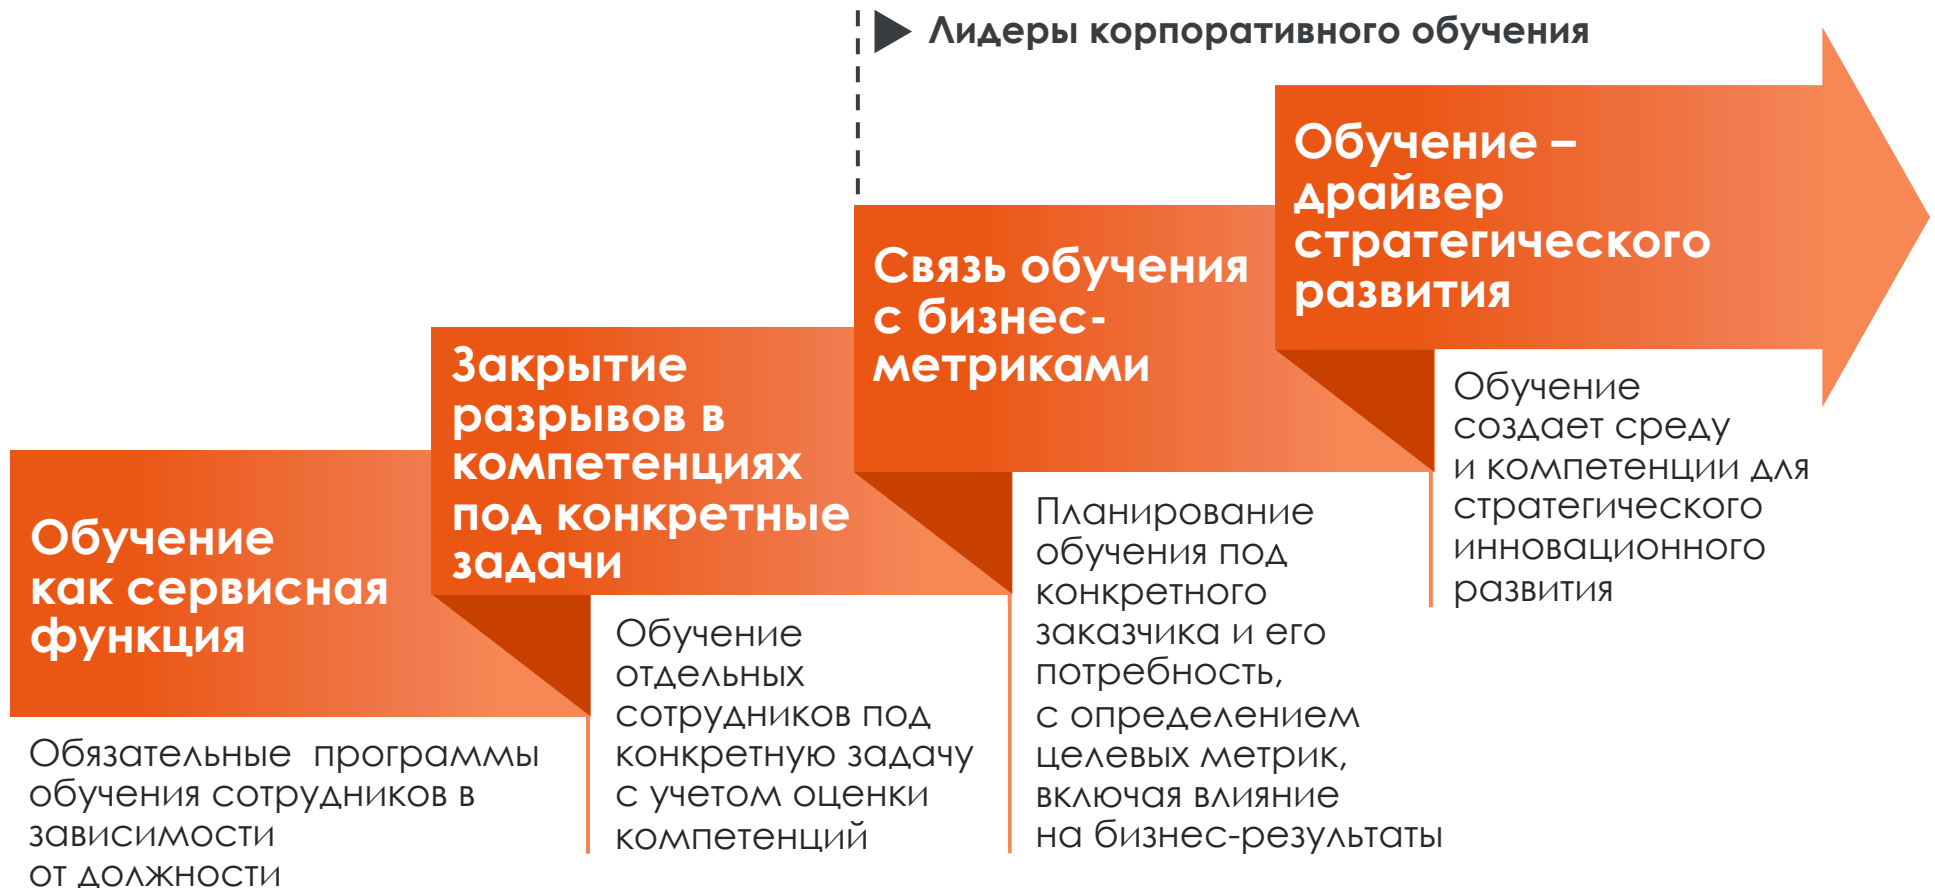 Лидеры корпоративного обучения
Обучение –
драйвер
стратегического
развития
Обучение
создает среду
и компетенции для
стратегического
инновационного
развития
Связь обучения
с бизнес-
метриками
Планирование
обучения под
конкретного
заказчика и его
потребность,
с определением
целевых метрик,
включая влияние
на бизнес-результаты
Закрытие
разрывов в
компетенциях
под конкретные
задачи
Обучение
отдельных
сотрудников под
конкретную задачу
с учетом оценки
компетенций
Обучение
как сервисная
функция
Обязательные  программы
обучения сотрудников в
зависимости
от должности